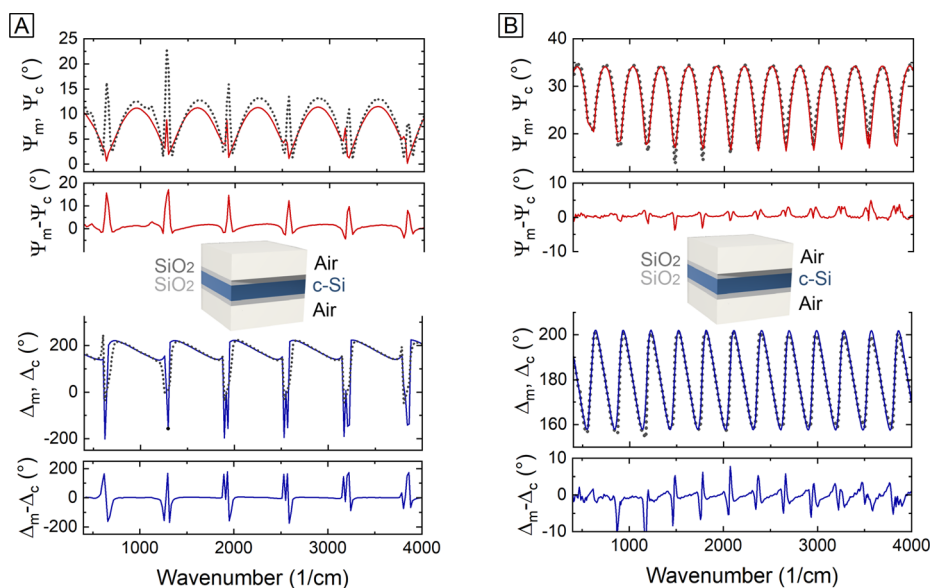 A
25
20
15
10
5
0
Ψm, Ψc (°)
20
10
0
Ψm-Ψc (°)
SiO2
SiO2
Air
c-Si
Air
200
0
-200
Δm, Δc (°)
200
0
-200
Δm-Δc (°)
1000
2000
3000
4000
Wavenumber (1/cm)
B
40
30
20
Ψm, Ψc (°)
10
0
-10
Ψm-Ψc (°)
SiO2
SiO2
Air
c-Si
Air
200
180
160
Δm, Δc (°)
10
0
-10
Δm-Δc (°)
1000
2000
3000
4000
Wavenumber (1/cm)